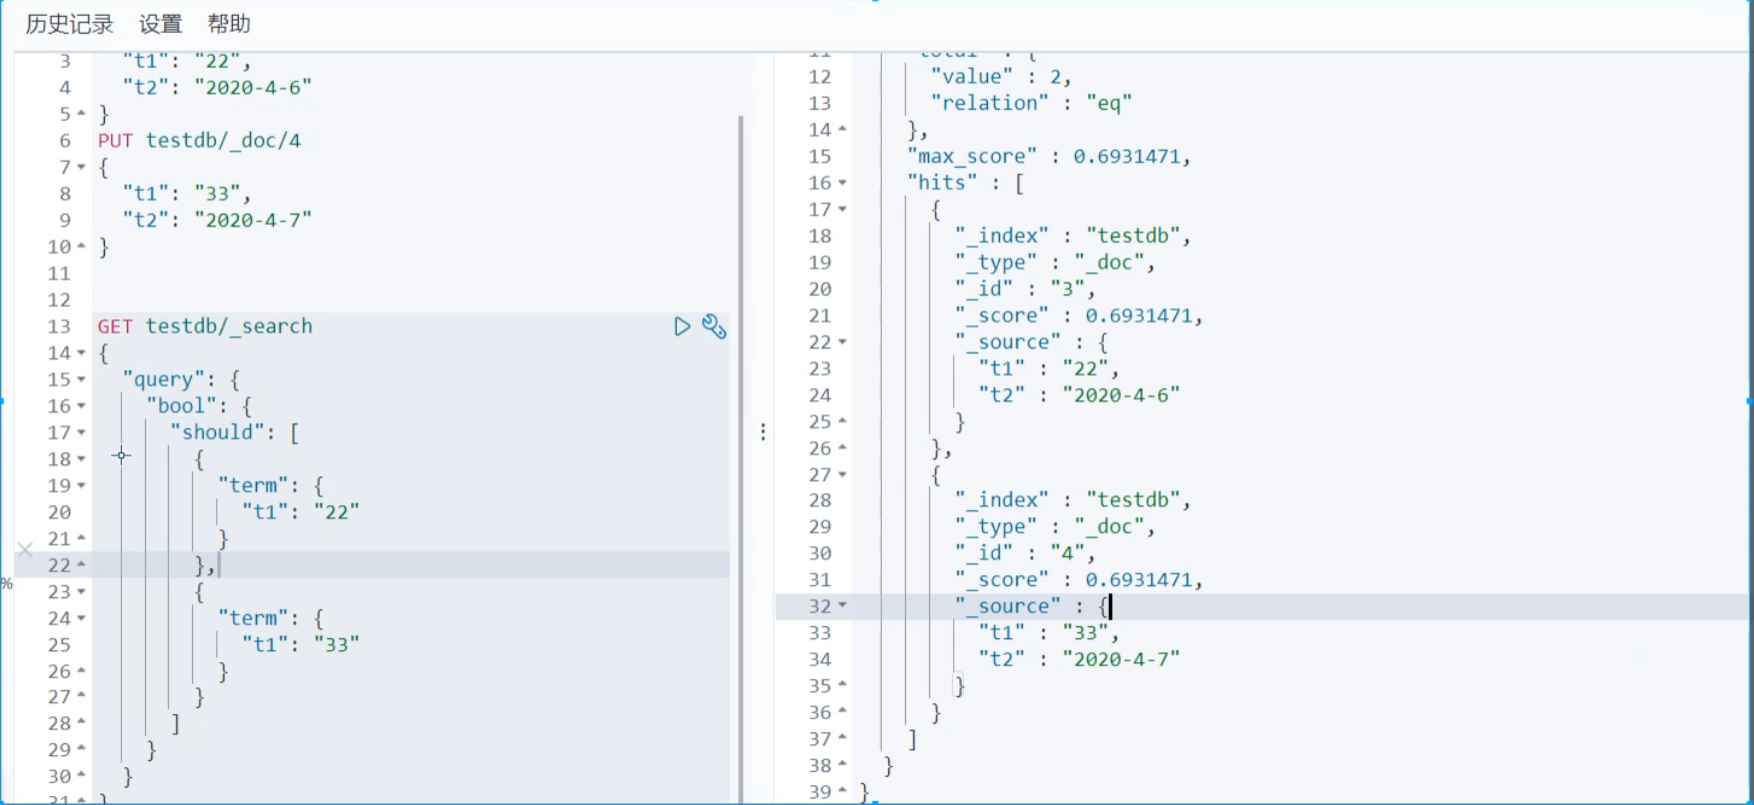 历史记录 设置 帮助
3 "t1": "22",
4 "t2": "2020-4-6"
5 }
6 PUT testdb/_doc/4
7 {
8 "t1": "33",
9 "t2": "2020-4-7"
10 }
11
12
13 GET testdb/_search
14 {
15 "query": {
16 "bool": {
17 "should": [
18 {
19 "term": {
20 "t1": "22"
21 }
22 },
23 {
24 "term": {
25 "t1": "33"
26 }
27 }
28 ]
29 }
30 }
31 }
%
11 "total" : {
12 "value" : 2,
13 "relation" : "eq"
14 },
15 "max_score" : 0.6931471,
16 "hits" : [
17 {
18 "_index" : "testdb",
19 "_type" : "_doc",
20 "_id" : "3",
21 "_score" : 0.6931471,
22 "_source" : {
23 "t1" : "22",
24 "t2" : "2020-4-6"
25 }
26 },
27 {
28 "_index" : "testdb",
29 "_type" : "_doc",
30 "_id" : "4",
31 "_score" : 0.6931471,
32 "_source" : {
33 "t1" : "33",
34 "t2" : "2020-4-7"
35 }
36 }
37 ]
38 }
39 }